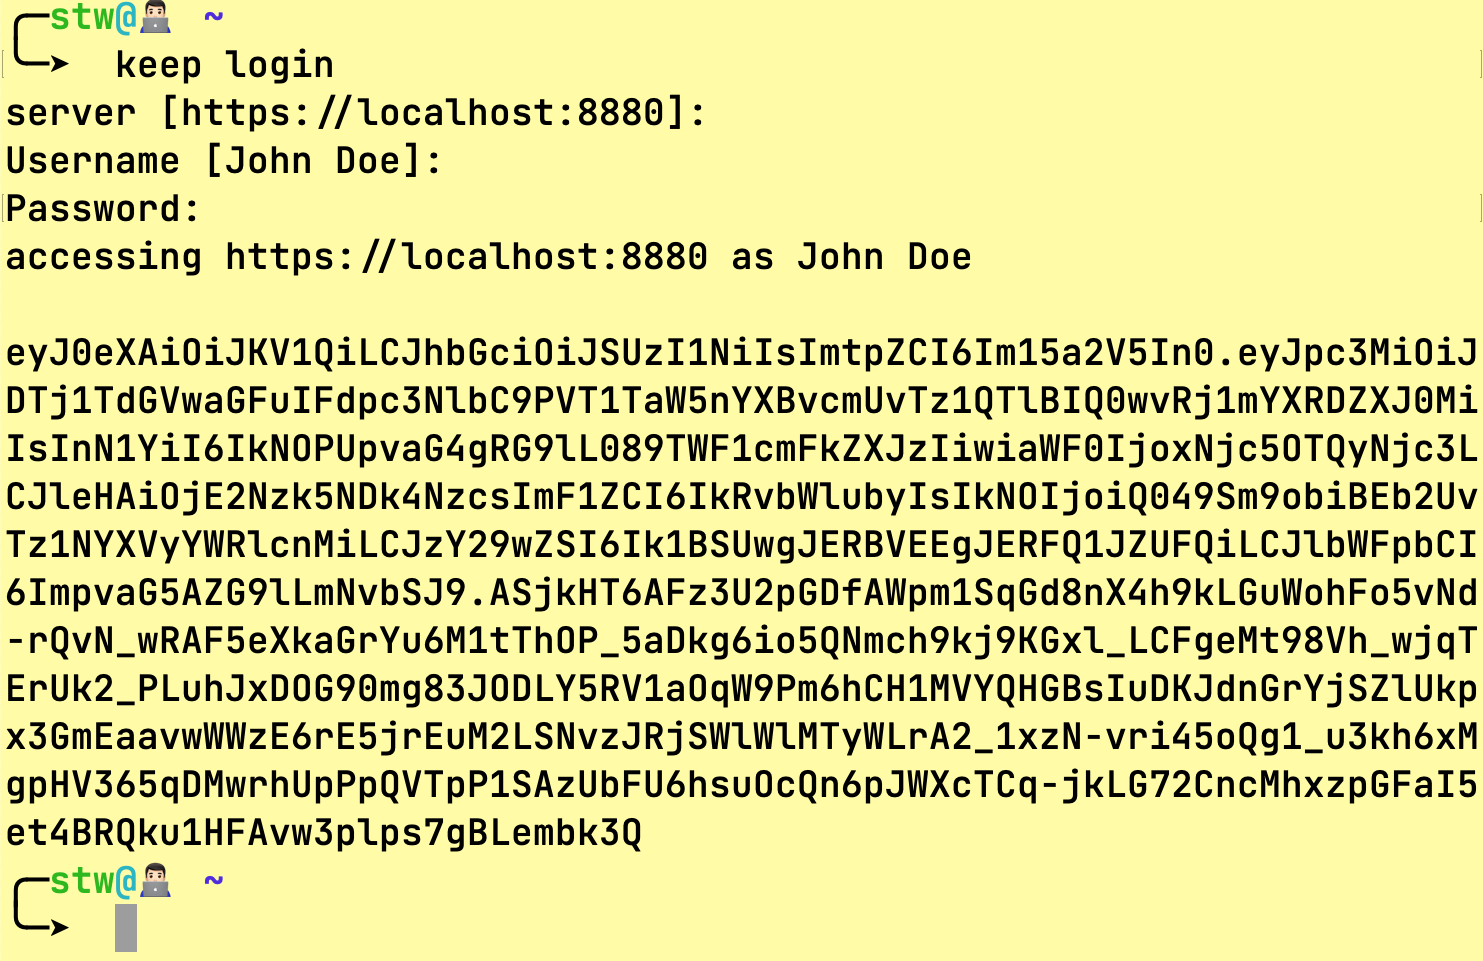 stw@👨🏻‍💻 ~
keep login
server [https://localhost:8880]:
Username [John Doe]:
Password:
accessing https://localhost:8880 as John Doe
eyJ0eXAiOiJKV1QiLCJhbGciOiJSUzI1NiIsImtpZCI6Im15a2V5In0.eyJpc3MiOiJ
DTj1TdGVwaGFuIFdpc3NlbC9PVT1TaW5nYXBvcmUvTz1QTlBIQ0wvRj1mYXRDZXJ0Mi
IsInN1YiI6IkNOPUpvaG4gRG9lL089TWF1cmFkZXJzIiwiaWF0IjoxNjc5OTQyNjc3L
CJleHAiOjE2Nzk5NDk4NzcsImF1ZCI6IkRvbWlubyIsIkNOIjoiQ049Sm9obiBEb2Uv
Tz1NYXVyYWRlcnMiLCJzY29wZSI6Ik1BSUwgJERBVEEgJERFQ1JZUFQiLCJlbWFpbCI
6ImpvaG5AZG9lLmNvbSJ9.ASjkHT6AFz3U2pGDfAWpm1SqGd8nX4h9kLGuWohFo5vNd
-rQvN_wRAF5eXkaGrYu6M1tThOP_5aDkg6io5QNmch9kj9KGxl_LCFgeMt98Vh_wjqT
ErUk2_PLuhJxDOG90mg83JODLY5RV1aOqW9Pm6hCH1MVYQHGBsIuDKJdnGrYjSZlUkp
x3GmEaavwWWzE6rE5jrEuM2LSNvzJRjSWlWlMTyWLrA2_1xzN-vri45oQg1_u3kh6xM
gpHV365qDMwrhUpPpQVTpP1SAzUbFU6hsuOcQn6pJWXcTCq-jkLG72CncMhxzpGFaI5
et4BRQku1HFAvw3plps7gBLembk3Q
stw@👨🏻‍💻 ~